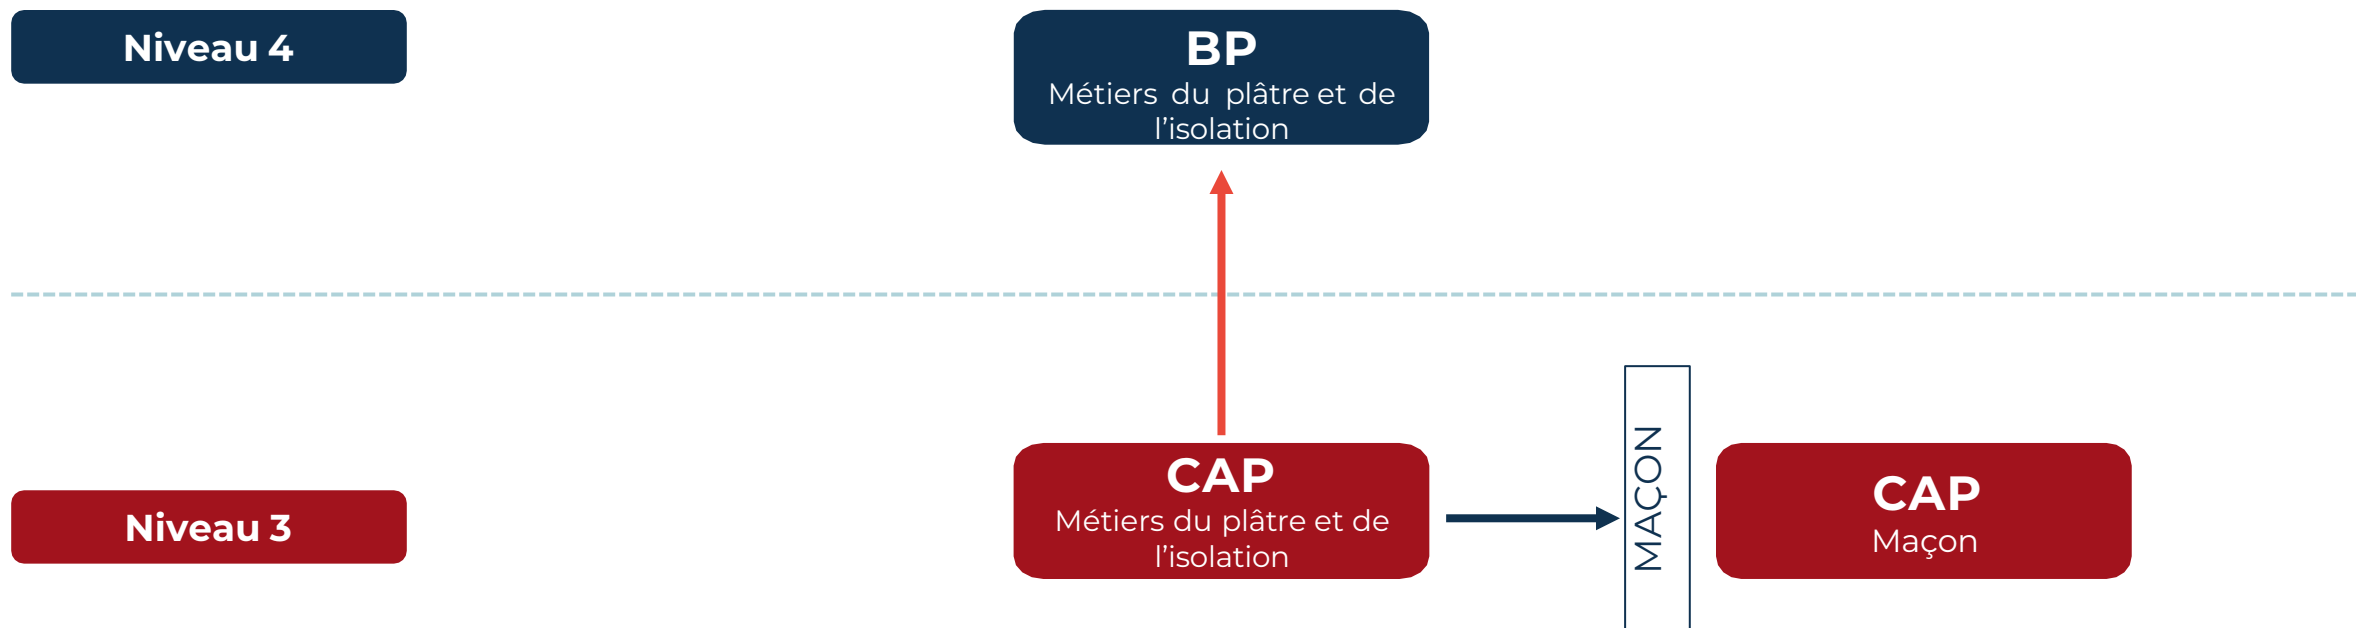 Niveau 4
BP
Métiers du plâtre et de
l’isolation
Niveau 3
CAP
Métiers du plâtre et de
l’isolation
MAÇON
CAP
Maçon